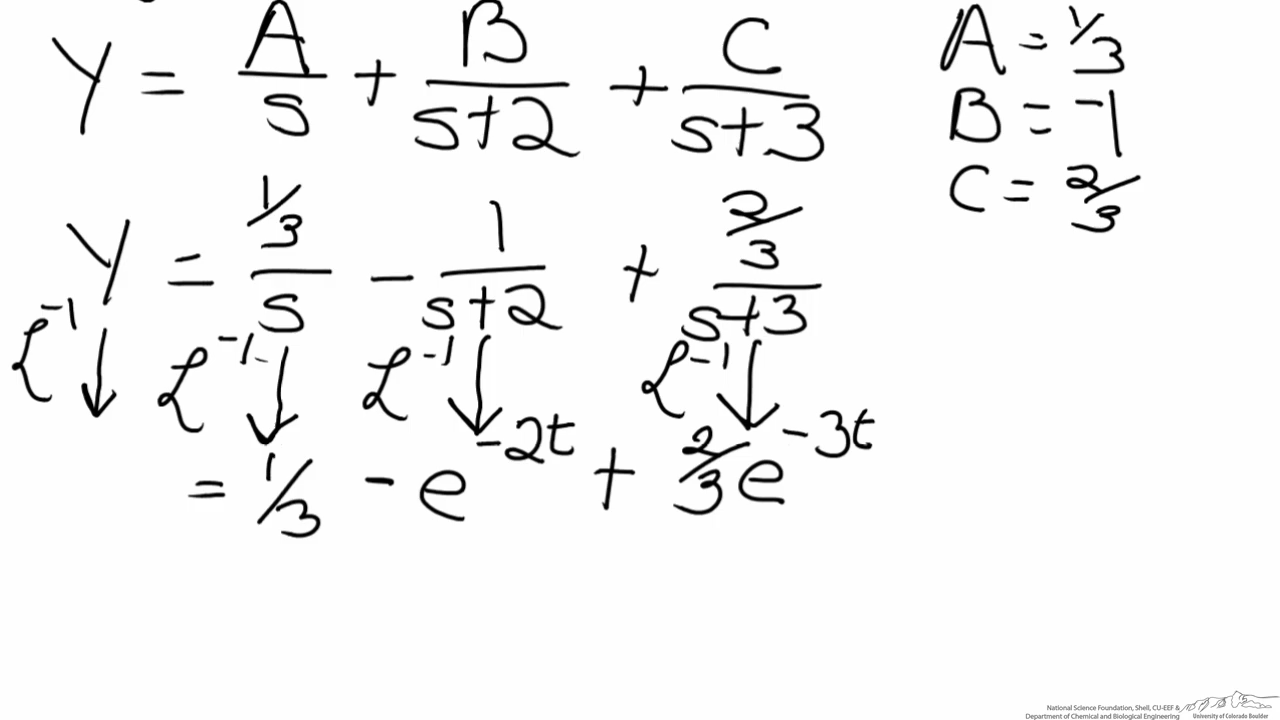 Y = A/s + B/(s+2) + C/(s+3)
A = 1/3
B = -1
C = 2/3
Y = (1/3)/s - 1/(s+2) + (2/3)/(s+3)
ℒ⁻¹ ↓ ℒ⁻¹ ↓ ℒ⁻¹ ↓ ℒ⁻¹ ↓
= 1/3 - e^(-2t) + 2/3 e^(-3t)
National Science Foundation, Shell, CU-EEF &
Department of Chemical and Biological Engineering
University of Colorado Boulder